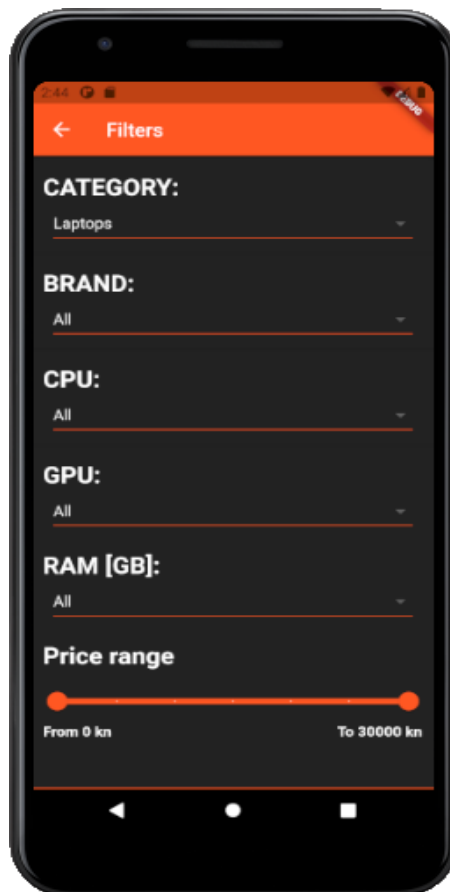 2:44
DEBUG
Filters
CATEGORY:
Laptops
BRAND:
All
CPU:
All
GPU:
All
RAM [GB]:
All
Price range
From 0 kn
To 30000 kn